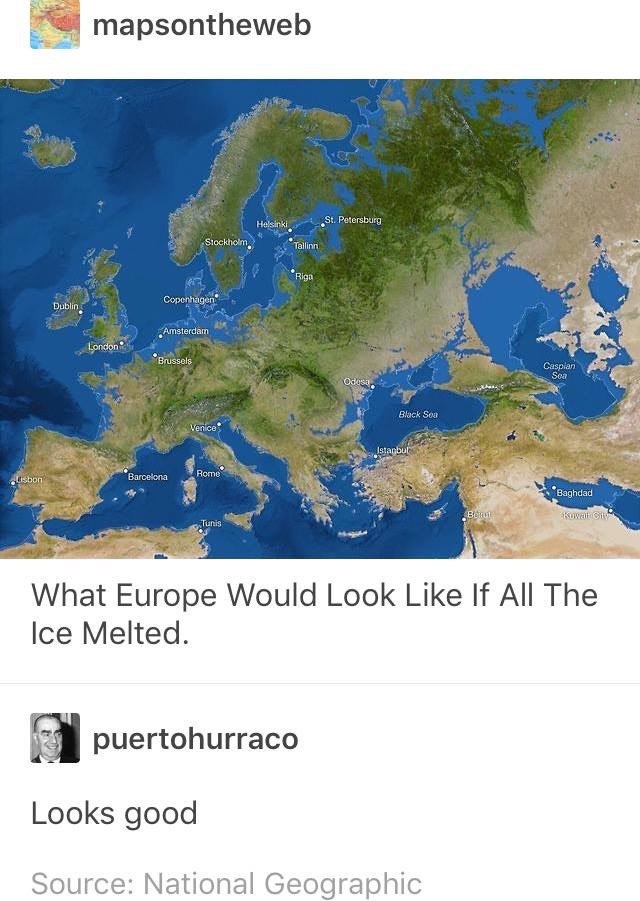 mapsontheweb
Helsinki
St. Petersburg
Stockholm
Tallinn
Riga
Dublin
Copenhagen
Amsterdam
London
Brussels
Caspian
Sea
Odesa
Black Sea
Venice
Istanbul
Lisbon
Barcelona
Rome
Baghdad
Beirut
Kuwait City
Tunis
What Europe Would Look Like If All The
Ice Melted.
puertohurraco
Looks good
Source: National Geographic